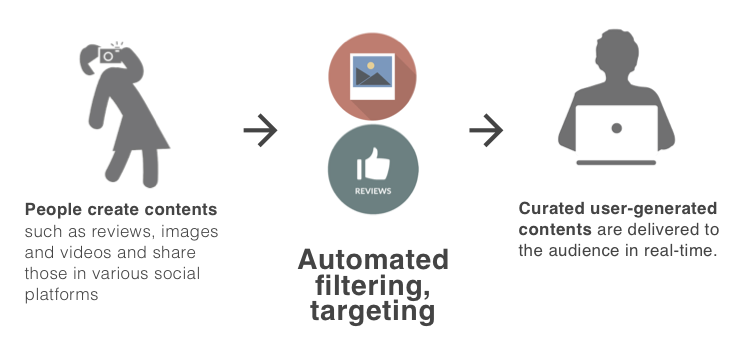 People create contents
such as reviews, images
and videos and share
those in various social
platforms
REVIEWS
Automated
filtering,
targeting
Curated user-generated
contents are delivered to
the audience in real-time.